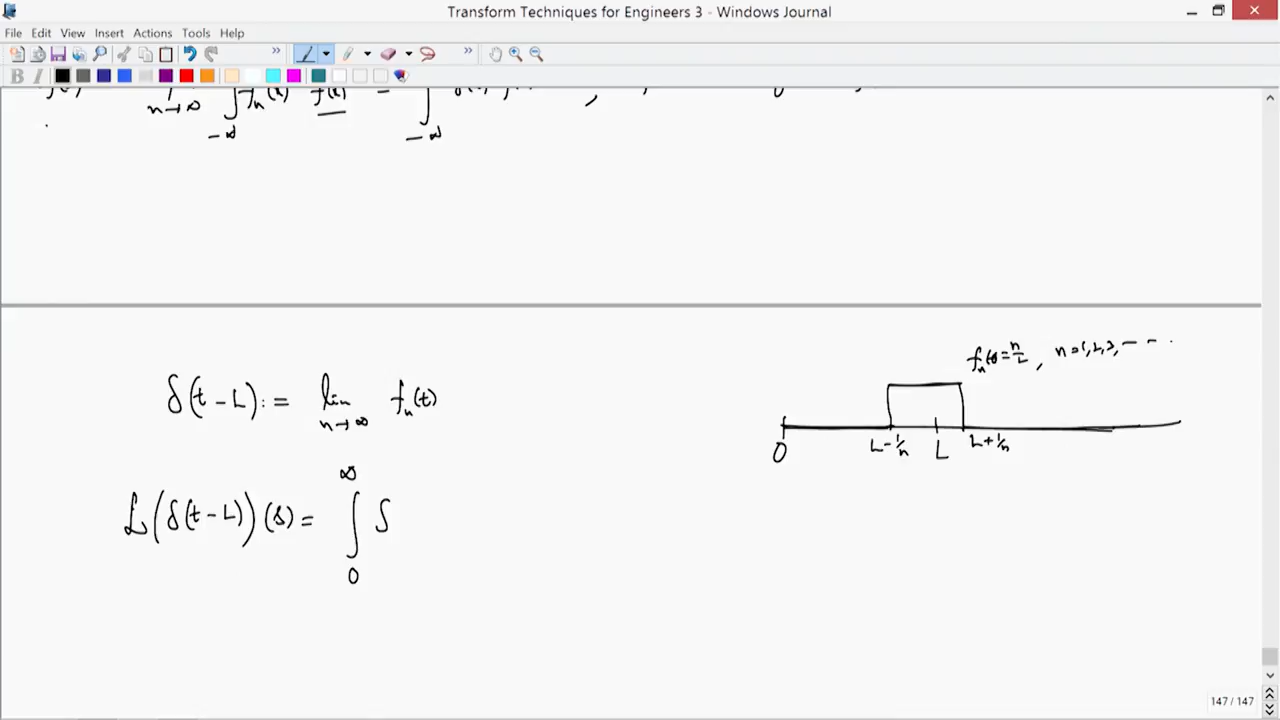 Transform Techniques for Engineers 3 - Windows Journal
File Edit View Insert Actions Tools Help
n→∞ ∫ fn(x) f(x) = ∫
-∞ -∞
fn(t)=n/2, n=1,2,3,- - .
δ(t-L):= lim fn(t)
n→∞
0 L-1/n L L+1/n
L(δ(t-L))(s)= ∫₀^∞ δ
147 / 147